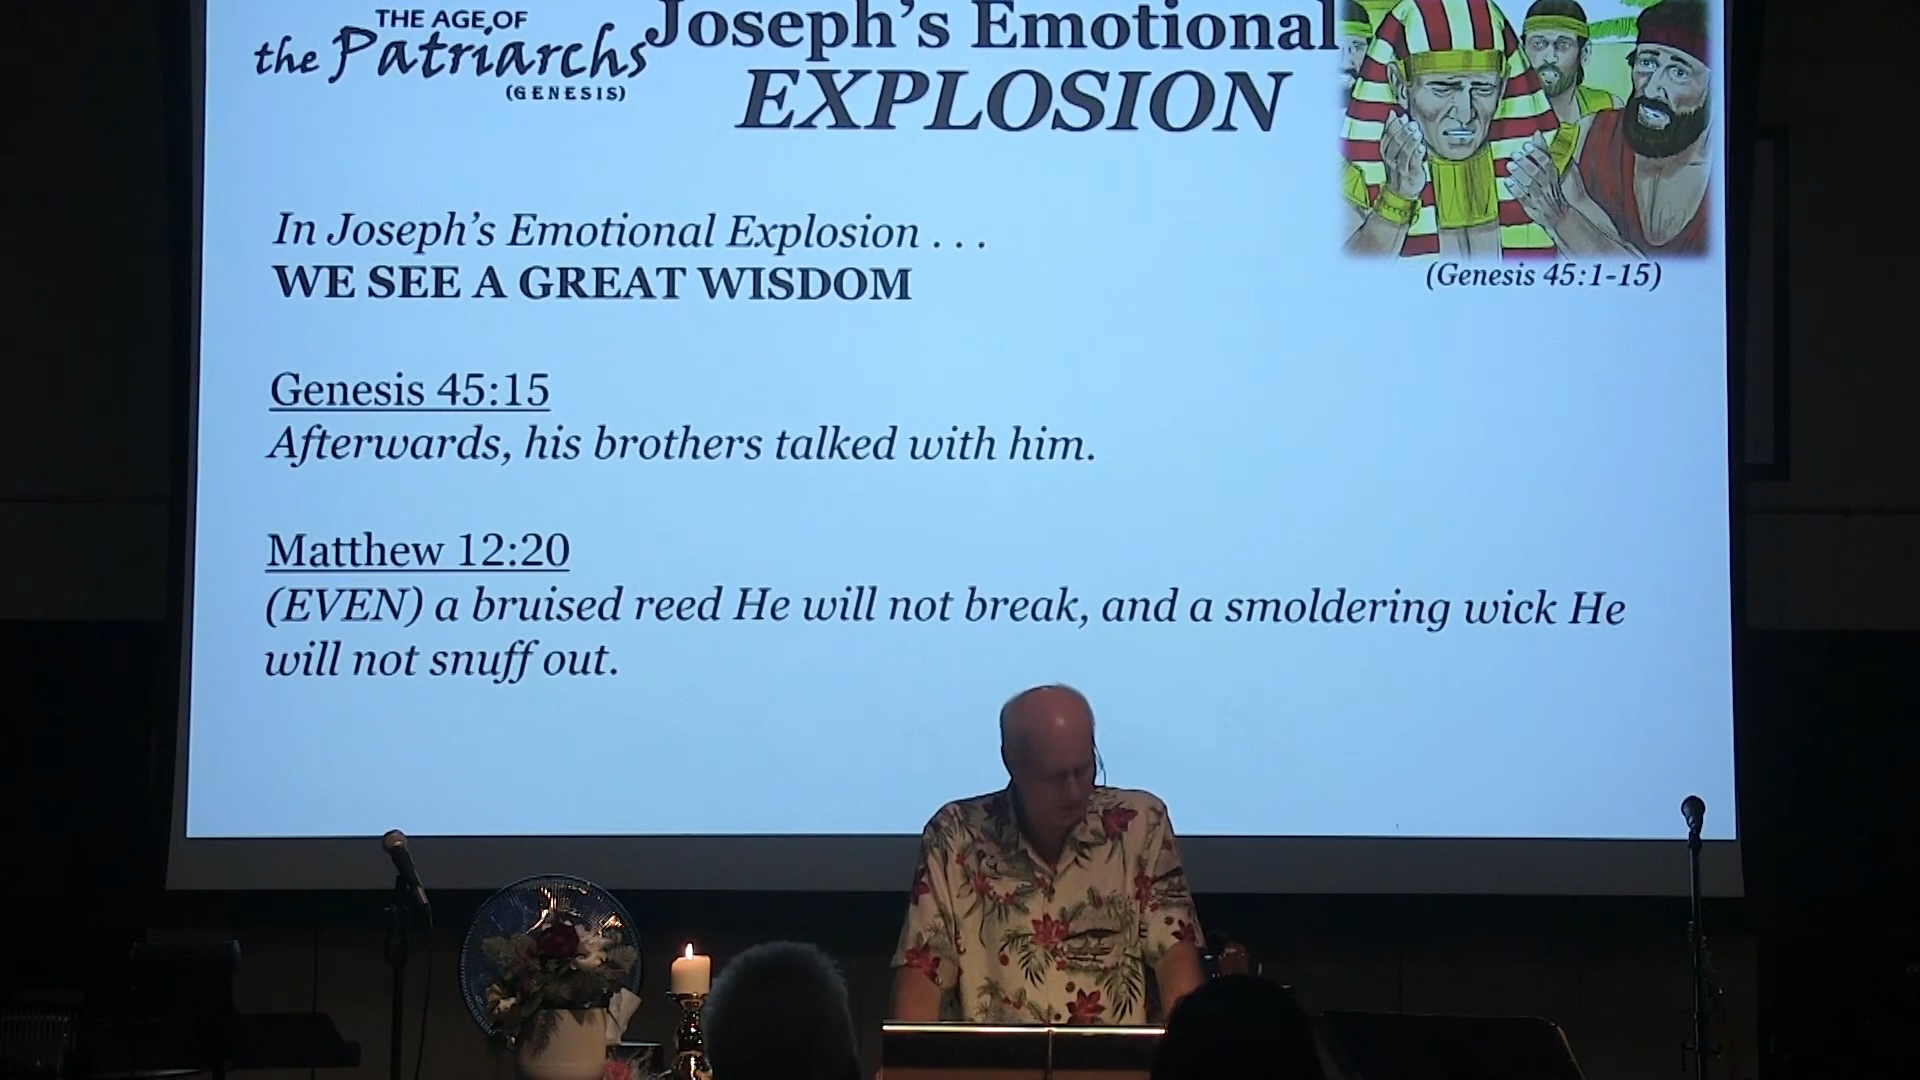 THE AGE OF
the Patriarchs
(GENESIS)
Joseph's Emotional
EXPLOSION
(Genesis 45:1-15)
In Joseph's Emotional Explosion . . .
WE SEE A GREAT WISDOM
Genesis 45:15
Afterwards, his brothers talked with him.
Matthew 12:20
(EVEN) a bruised reed He will not break, and a smoldering wick He
will not snuff out.